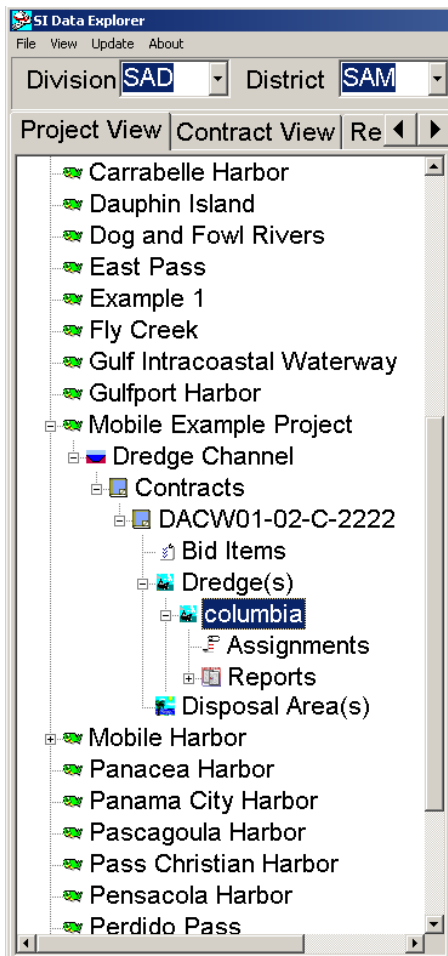 SI Data Explorer
File View Update About
Division SAD District SAM
Project View Contract View Re
Carrabelle Harbor
Dauphin Island
Dog and Fowl Rivers
East Pass
Example 1
Fly Creek
Gulf Intracoastal Waterway
Gulfport Harbor
Mobile Example Project
Dredge Channel
Contracts
DACW01-02-C-2222
Bid Items
Dredge(s)
columbia
Assignments
Reports
Disposal Area(s)
Mobile Harbor
Panacea Harbor
Panama City Harbor
Pascagoula Harbor
Pass Christian Harbor
Pensacola Harbor
Perdido Pass